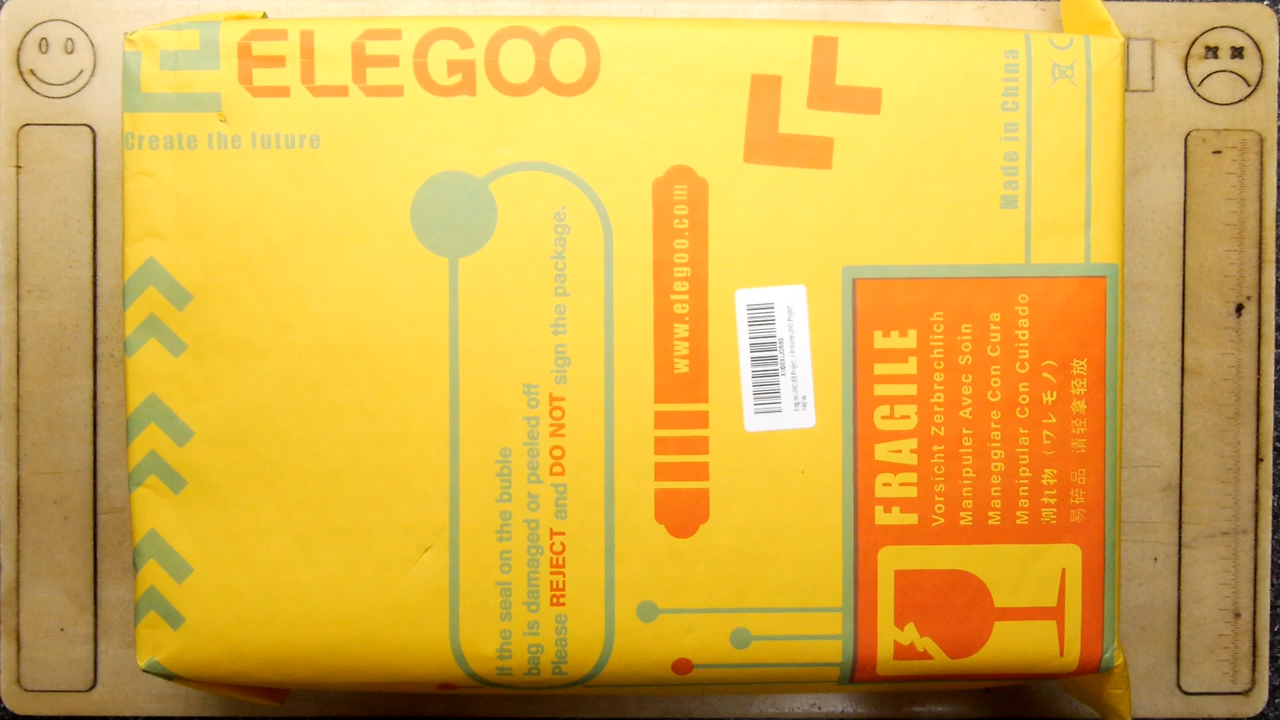 ELEGOO
Create the future
If the seal on the buble
bag is damaged or peeled off
Please REJECT and DO NOT sign the package.
www.elegoo.com
New
Made in China
FRAGILE
Vorsicht Zerbrechlich
Manipuler Avec Soin
Maneggiare Con Cura
Manipular Con Cuidado
割れ物（ワレモノ）
易碎品 请轻拿轻放